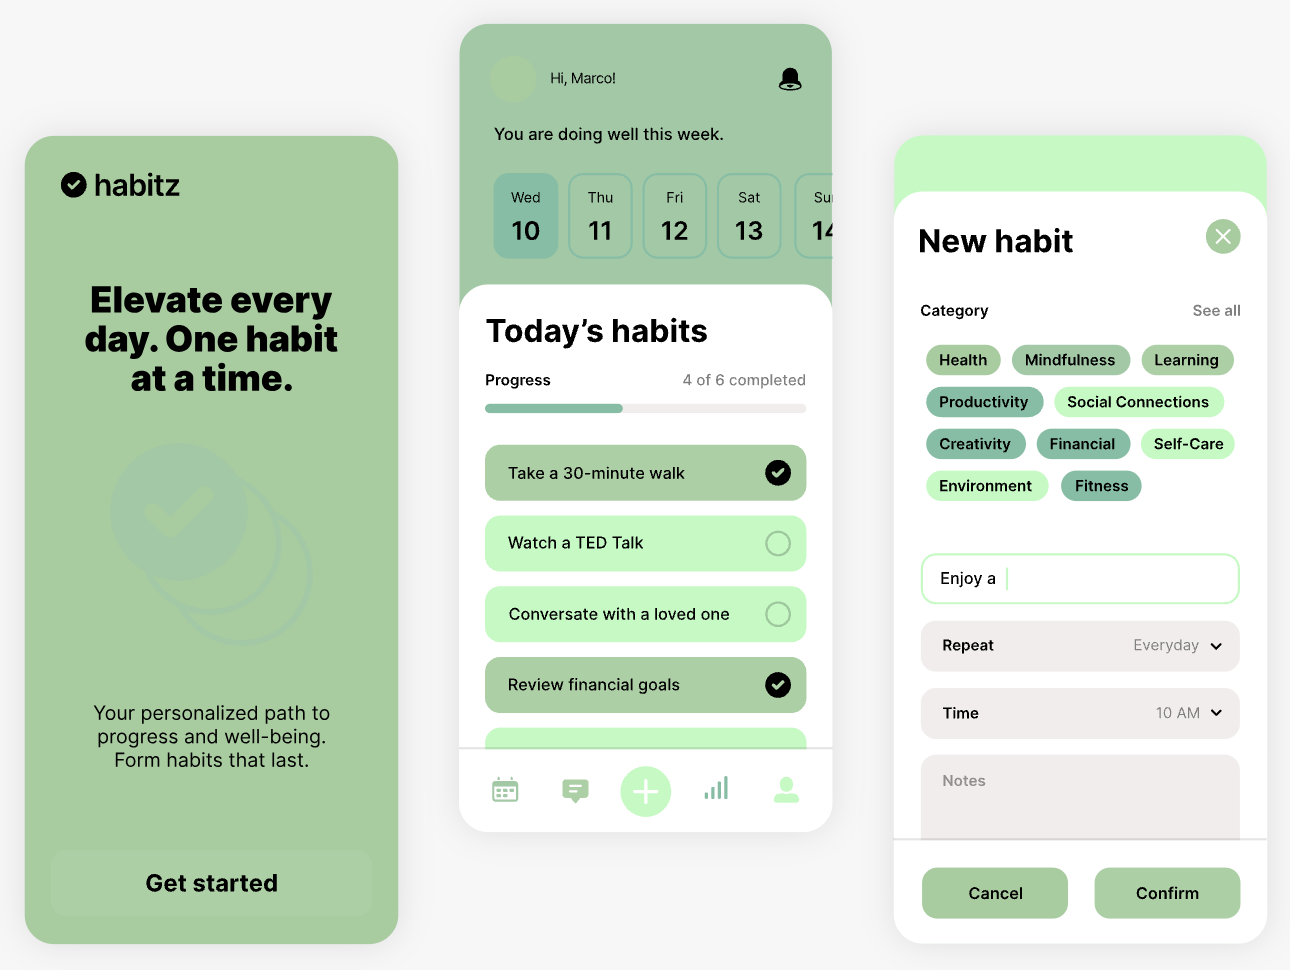 habitz
Elevate every
day. One habit
at a time.
Your personalized path to
progress and well-being.
Form habits that last.
Get started
Hi, Marco!
You are doing well this week.
Wed Thu Fri Sat
10 11 12 13
Today’s habits
Progress 4 of 6 completed
Take a 30-minute walk
Watch a TED Talk
Conversate with a loved one
Review financial goals
New habit
Category See all
Health Mindfulness Learning
Productivity Social Connections
Creativity Financial Self-Care
Environment Fitness
Enjoy a
Repeat Everyday
Time 10 AM
Notes
Cancel Confirm